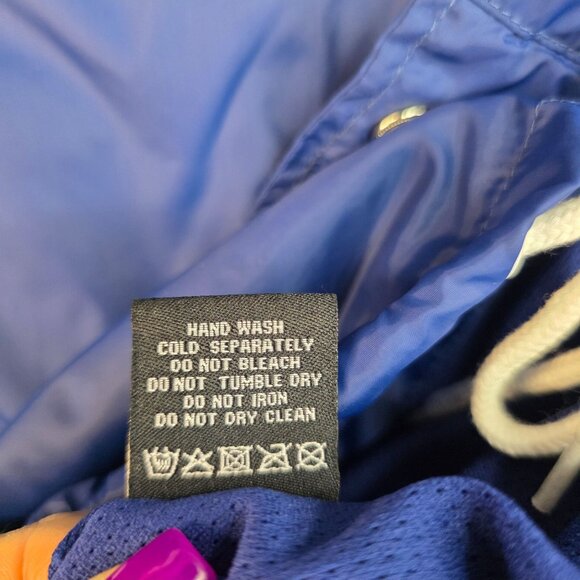 HAND WASH
COLD SEPARATELY
DO NOT BLEACH
DO NOT TUMBLE DRY
DO NOT IRON
DO NOT DRY CLEAN